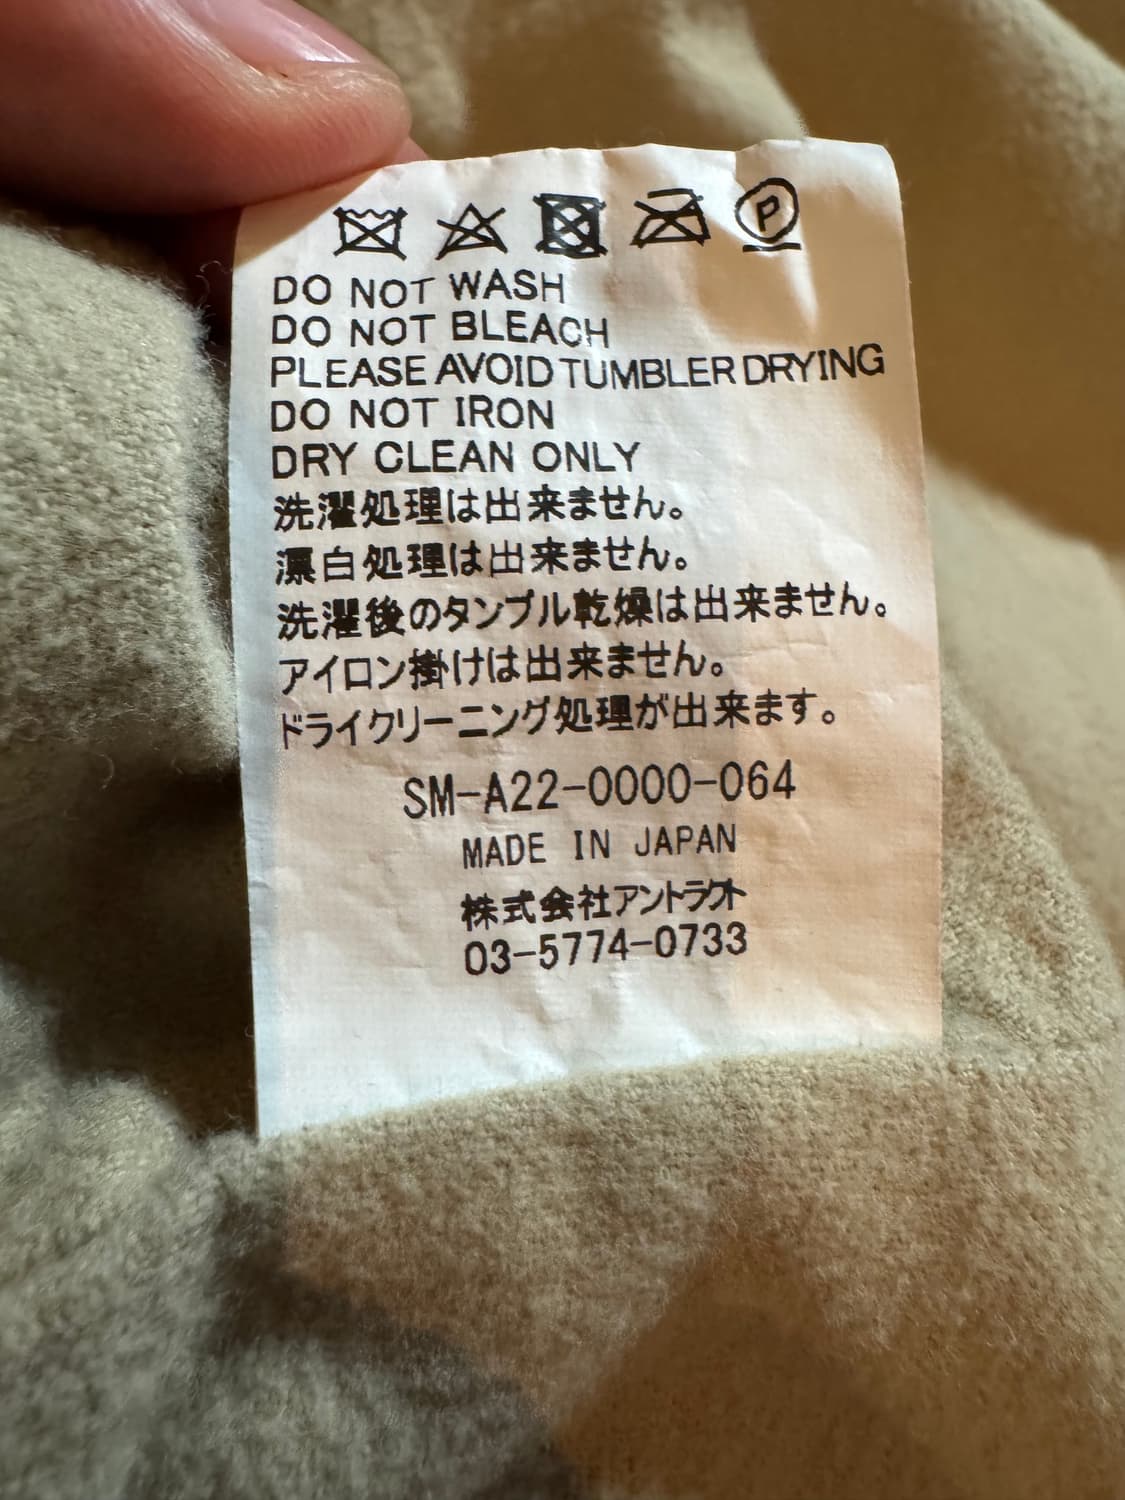 P
DO NOT WASH
DO NOT BLEACH
PLEASE AVOID TUMBLER DRYING
DO NOT IRON
DRY CLEAN ONLY
洗濯処理は出来ません。
漂白処理は出来ません。
洗濯後のタンブル乾燥は出来ません。
アイロン掛けは出来ません。
ドライクリーニング処理が出来ます。
SM-A22-0000-064
MADE IN JAPAN
株式会社アントラクト
03-5774-0733